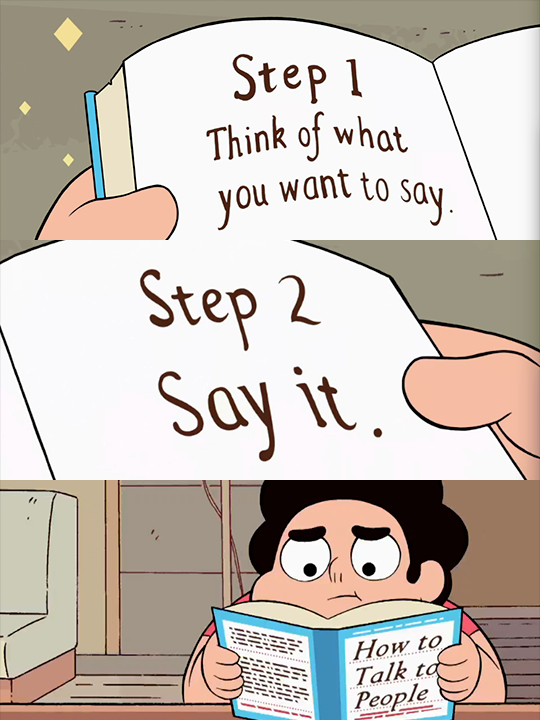 Step 1
Think of what
you want to say.
Step 2
Say it.
How to
Talk to
People